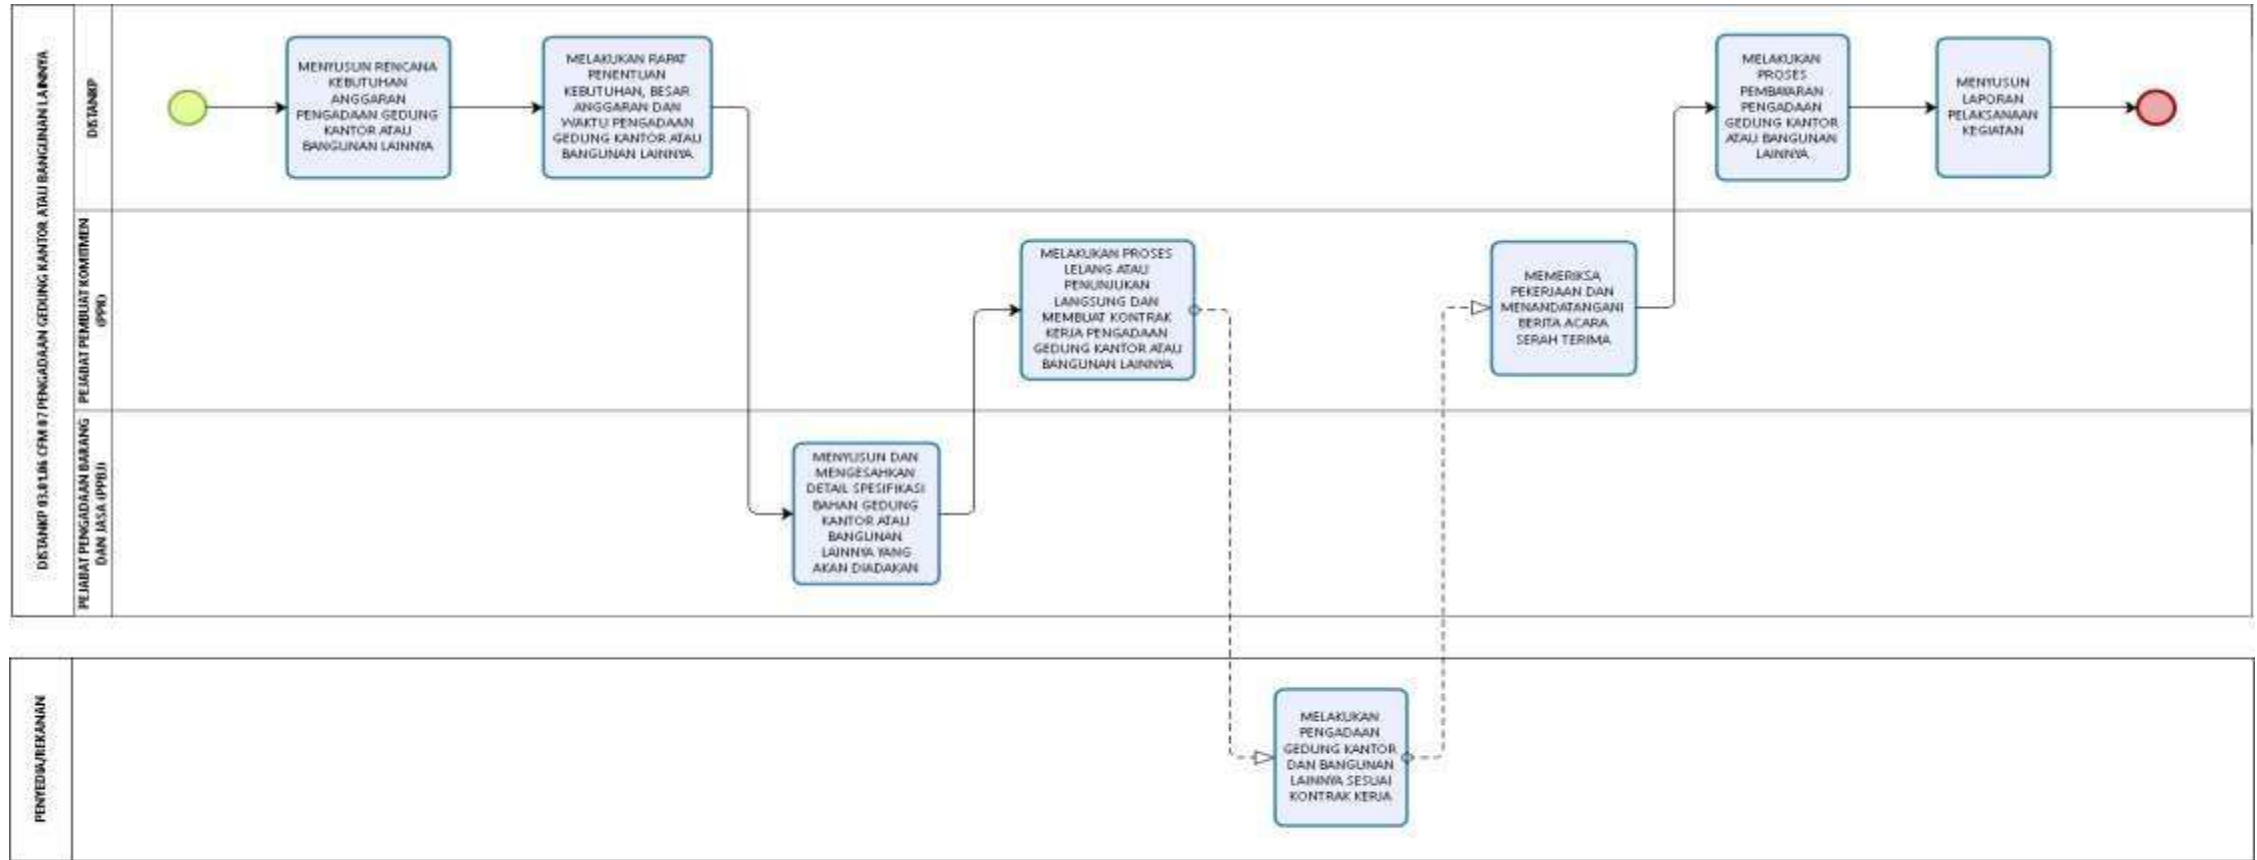 DISTANKP 03.01.06 CFM 07 PENGADAAN GEDUNG KANTOR ATAU BANGUNAN LAINNYA
DISTANKP
MENYUSUN RENCANA
KEBUTUHAN
ANGGARAN
PENGADAAN GEDUNG
KANTOR ATAU
BANGUNAN LAINNYA
MELAKUKAN RAPAT
PENENTUAN
KEBUTUHAN, BESAR
ANGGARAN DAN
WAKTU PENGADAAN
GEDUNG KANTOR ATAU
BANGUNAN LAINNYA
MELAKUKAN
PROSES
PEMBAYARAN
PENGADAAN
GEDUNG KANTOR
ATAU BANGUNAN
LAINNYA
MENYUSUN
LAPORAN
PELAKSANAAN
KEGIATAN
PEJABAT PEMBUAT KOMITMEN
(PPK)
MELAKUKAN PROSES
LELANG ATAU
PENUNJUKAN
LANGSUNG DAN
MEMBUAT KONTRAK
KERJA PENGADAAN
GEDUNG KANTOR ATAU
BANGUNAN LAINNYA
MEMERIKSA
PEKERJAAN DAN
MENANDATANGANI
BERITA ACARA
SERAH TERIMA
PEJABAT PENGADAAN BARANG
DAN JASA (PPBJ)
MENYUSUN DAN
MENGESAHKAN
DETAIL SPESIFIKASI
BAHAN GEDUNG
KANTOR ATAU
BANGUNAN
LAINNYA YANG
AKAN DIADAKAN
PENYEDIA/REKANAN
MELAKUKAN
PENGADAAN
GEDUNG KANTOR
DAN BANGUNAN
LAINNYA SESUAI
KONTRAK KERJA